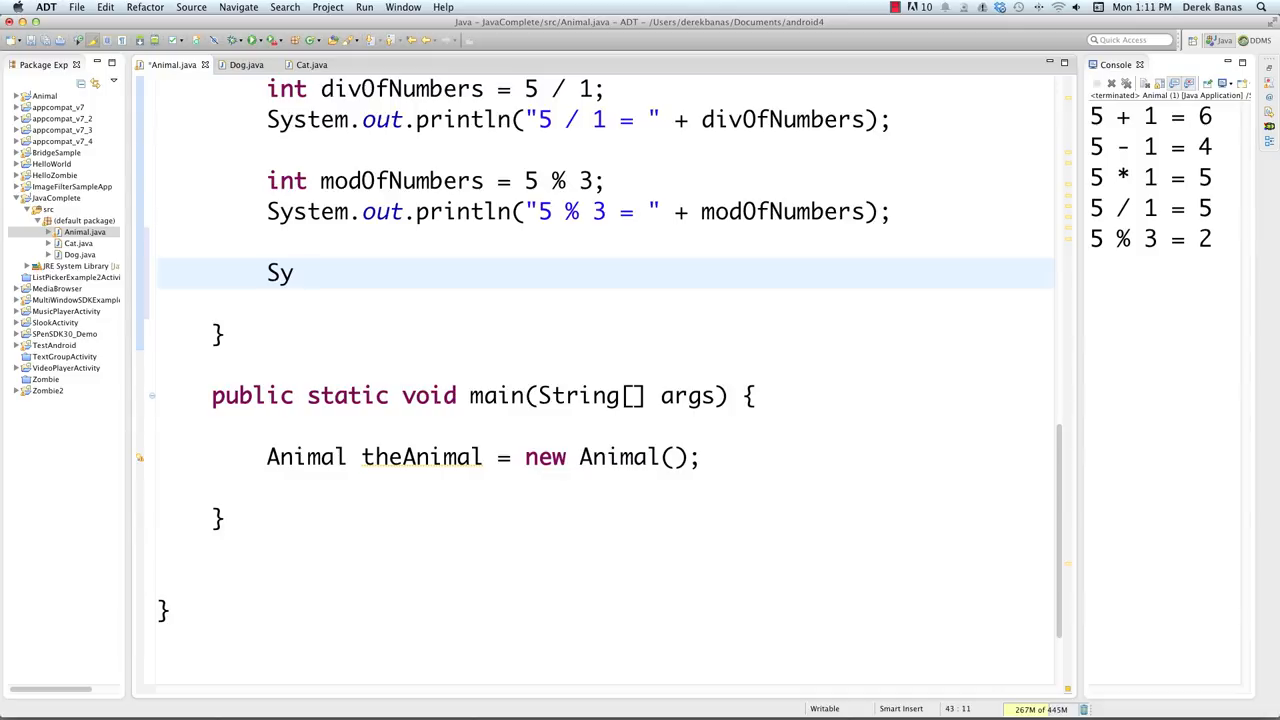 ADT File Edit Refactor Source Navigate Search Project Run Window Help
10 Mon 1:11 PM Derek Banas
Java – JavaComplete/src/Animal.java – ADT – /Users/derekbanas/Documents/android4
Quick Access Java DDMS
Package Exp
*Animal.java Dog.java Cat.java
Console
Animal
appcompat_v7
appcompat_v7_2
appcompat_v7_3
appcompat_v7_4
BridgeSample
HelloWorld
HelloZombie
ImageFilterSampleApp
JavaComplete
src
(default package)
Animal.java
Cat.java
Dog.java
JRE System Library [Ja
ListPickerExample2Activi
MediaBrowser
MultiWindowSDKExample
MusicPlayerActivity
SlookActivity
SPenSDK30_Demo
TestAndroid
TextGroupActivity
VideoPlayerActivity
Zombie
Zombie2
int divOfNumbers = 5 / 1;
System.out.println("5 / 1 = " + divOfNumbers);
int modOfNumbers = 5 % 3;
System.out.println("5 % 3 = " + modOfNumbers);
Sy
}
public static void main(String[] args) {
Animal theAnimal = new Animal();
}
}
<terminated> Animal (1) [Java Application] /S
5 + 1 = 6
5 - 1 = 4
5 * 1 = 5
5 / 1 = 5
5 % 3 = 2
Writable Smart Insert 43 : 11 267M of 445M